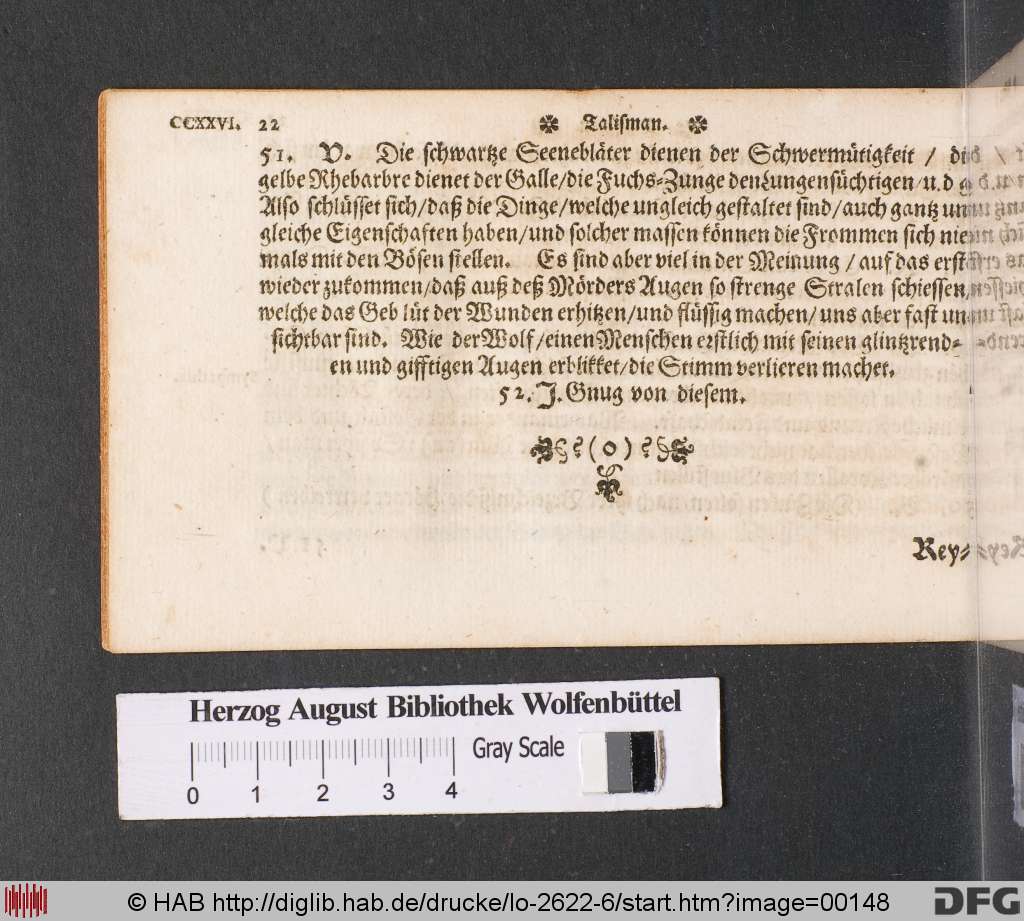 CCXXVI. 22 Talisman.
51. V. Die schwartze Seenebläter dienen der Schwermütigkeit / die
gelbe Rhebarbre dienet der Galle/die Fuchs-Zunge den Lungensüchtigen/u.d g.
Also schlüsset sich/daß die Dinge/welche ungleich gestaltet sind/auch gantz un-
gleiche Eigenschaften haben/und solcher massen können die Frommen sich nie-
mals mit den Bösen stellen. Es sind aber viel in der Meinung / auf das erst
wieder zukommen/daß auß deß Mörders Augen so strenge Stralen schiessen/
welche das Geblüt der Wunden erhitzen/und flüssig machen/uns aber fast un-
sichtbar sind. Wie der Wolf/einen Menschen erstlich mit seinen glintzrend-
en und gifftigen Augen erblikket/die Stimm verlieren machet.
52. J. Gnug von diesem.
(o)
Rey-
Herzog August Bibliothek Wolfenbüttel
Gray Scale
0 1 2 3 4
© HAB http://diglib.hab.de/drucke/lo-2622-6/start.htm?image=00148
DFG